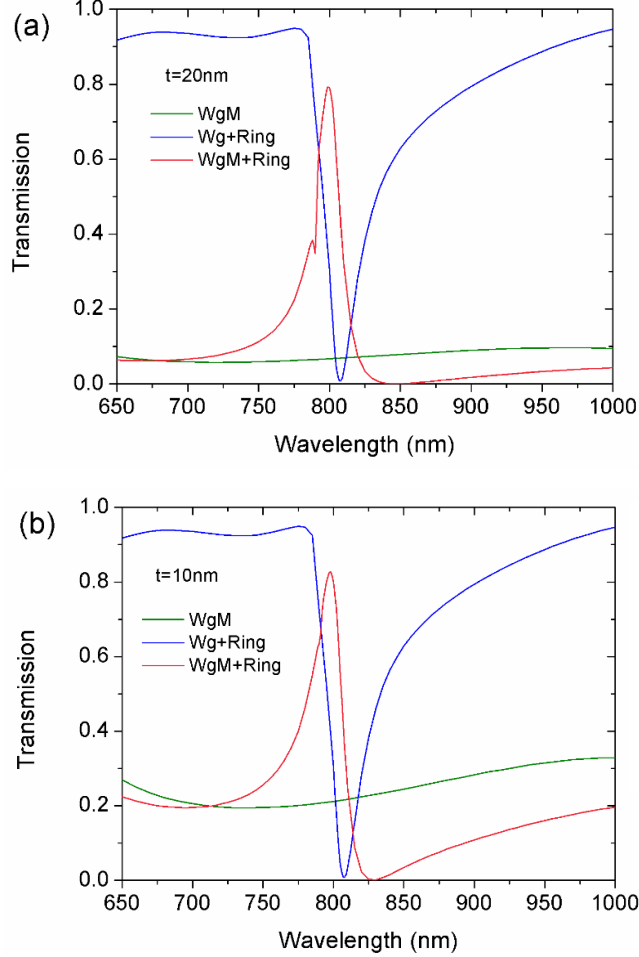 (a)
1.0
0.8
0.6
0.4
0.2
0.0
Transmission
t=20nm
WgM
Wg+Ring
WgM+Ring
650 700 750 800 850 900 950 1000
Wavelength (nm)
(b)
1.0
0.8
0.6
0.4
0.2
0.0
Transmission
t=10nm
WgM
Wg+Ring
WgM+Ring
650 700 750 800 850 900 950 1000
Wavelength (nm)